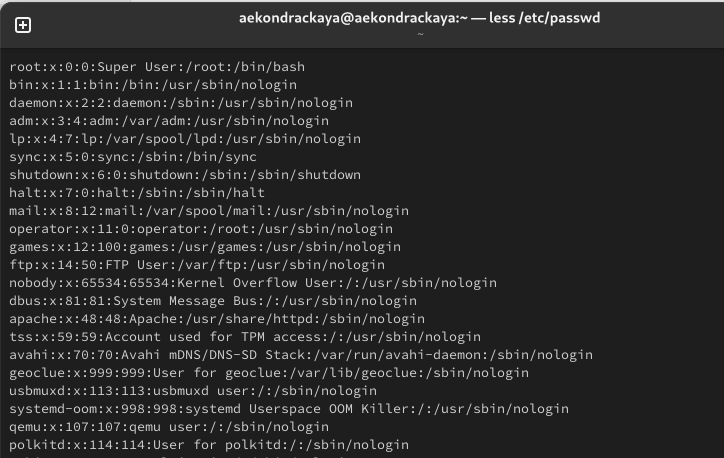 aekondrackaya@aekondrackaya:~ — less /etc/passwd
~
root:x:0:0:Super User:/root:/bin/bash
bin:x:1:1:bin:/bin:/usr/sbin/nologin
daemon:x:2:2:daemon:/sbin:/usr/sbin/nologin
adm:x:3:4:adm:/var/adm:/usr/sbin/nologin
lp:x:4:7:lp:/var/spool/lpd:/usr/sbin/nologin
sync:x:5:0:sync:/sbin:/bin/sync
shutdown:x:6:0:shutdown:/sbin:/sbin/shutdown
halt:x:7:0:halt:/sbin:/sbin/halt
mail:x:8:12:mail:/var/spool/mail:/usr/sbin/nologin
operator:x:11:0:operator:/root:/usr/sbin/nologin
games:x:12:100:games:/usr/games:/usr/sbin/nologin
ftp:x:14:50:FTP User:/var/ftp:/usr/sbin/nologin
nobody:x:65534:65534:Kernel Overflow User:/:/usr/sbin/nologin
dbus:x:81:81:System Message Bus:/:/usr/sbin/nologin
apache:x:48:48:Apache:/usr/share/httpd:/sbin/nologin
tss:x:59:59:Account used for TPM access:/:/usr/sbin/nologin
avahi:x:70:70:Avahi mDNS/DNS-SD Stack:/var/run/avahi-daemon:/sbin/nologin
geoclue:x:999:999:User for geoclue:/var/lib/geoclue:/sbin/nologin
usbmuxd:x:113:113:usbmuxd user:/:/sbin/nologin
systemd-oom:x:998:998:systemd Userspace OOM Killer:/:/usr/sbin/nologin
qemu:x:107:107:qemu user:/:/sbin/nologin
polkitd:x:114:114:User for polkitd:/:/sbin/nologin